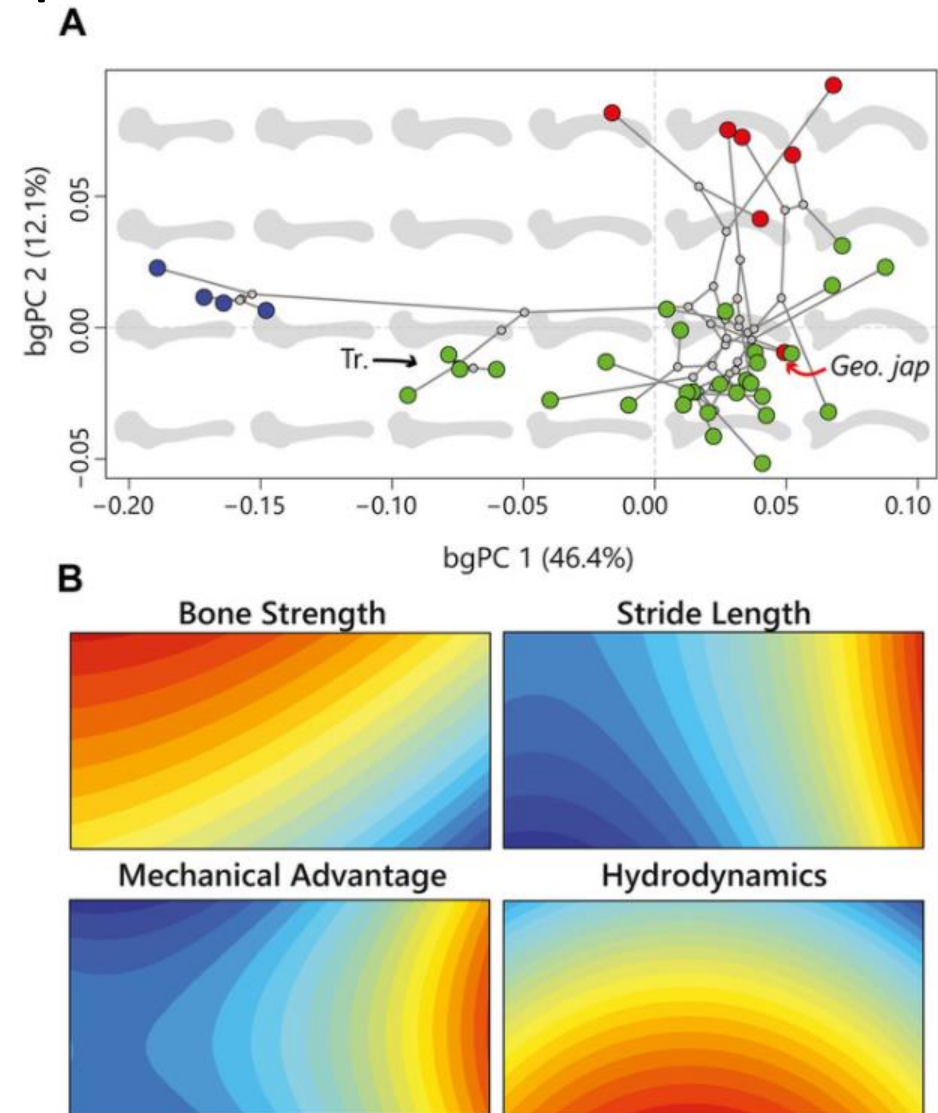 A
bgPC 2 (12.1%)
0.05
0.00
−0.05
Tr.
Geo. jap
−0.20 −0.15 −0.10 −0.05 0.00 0.05 0.10
bgPC 1 (46.4%)
B
Bone Strength Stride Length
Mechanical Advantage Hydrodynamics